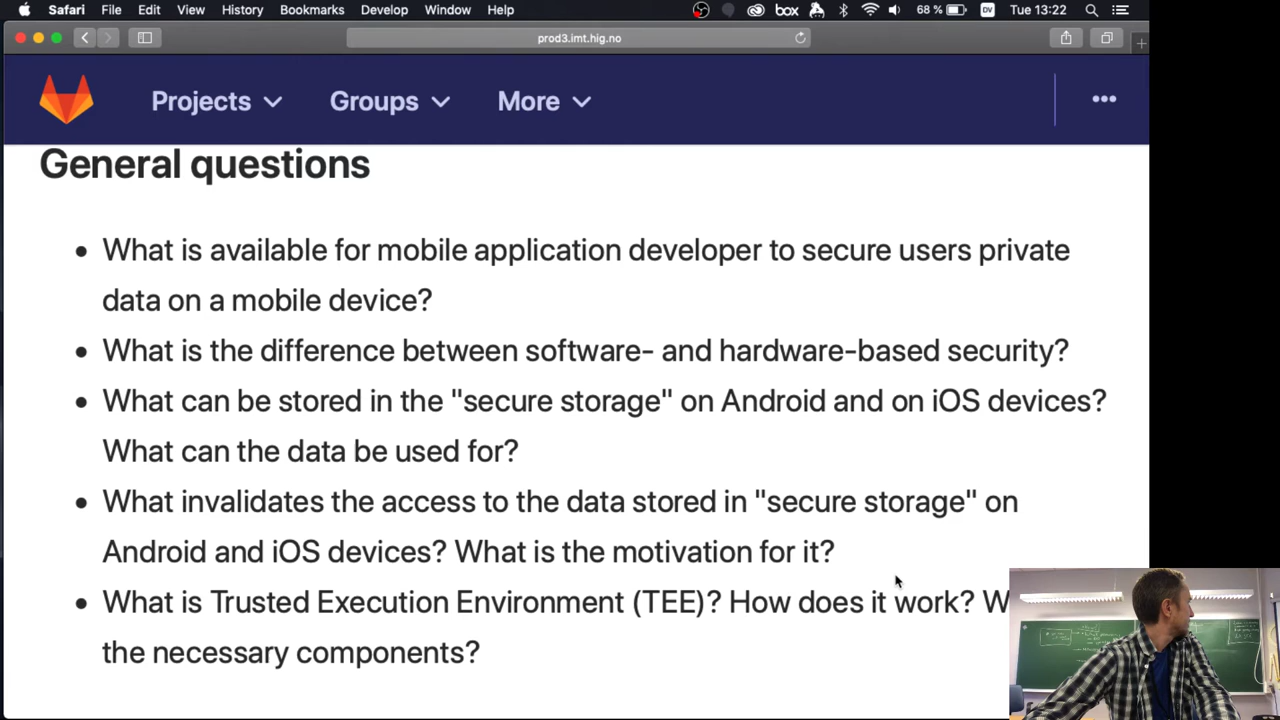 Safari File Edit View History Bookmarks Develop Window Help box 68 % DV Tue 13:22
prod3.imt.hig.no
Projects Groups More
General questions
• What is available for mobile application developer to secure users private
data on a mobile device?
• What is the difference between software- and hardware-based security?
• What can be stored in the "secure storage" on Android and on iOS devices?
What can the data be used for?
• What invalidates the access to the data stored in "secure storage" on
Android and iOS devices? What is the motivation for it?
• What is Trusted Execution Environment (TEE)? How does it work?
the necessary components?